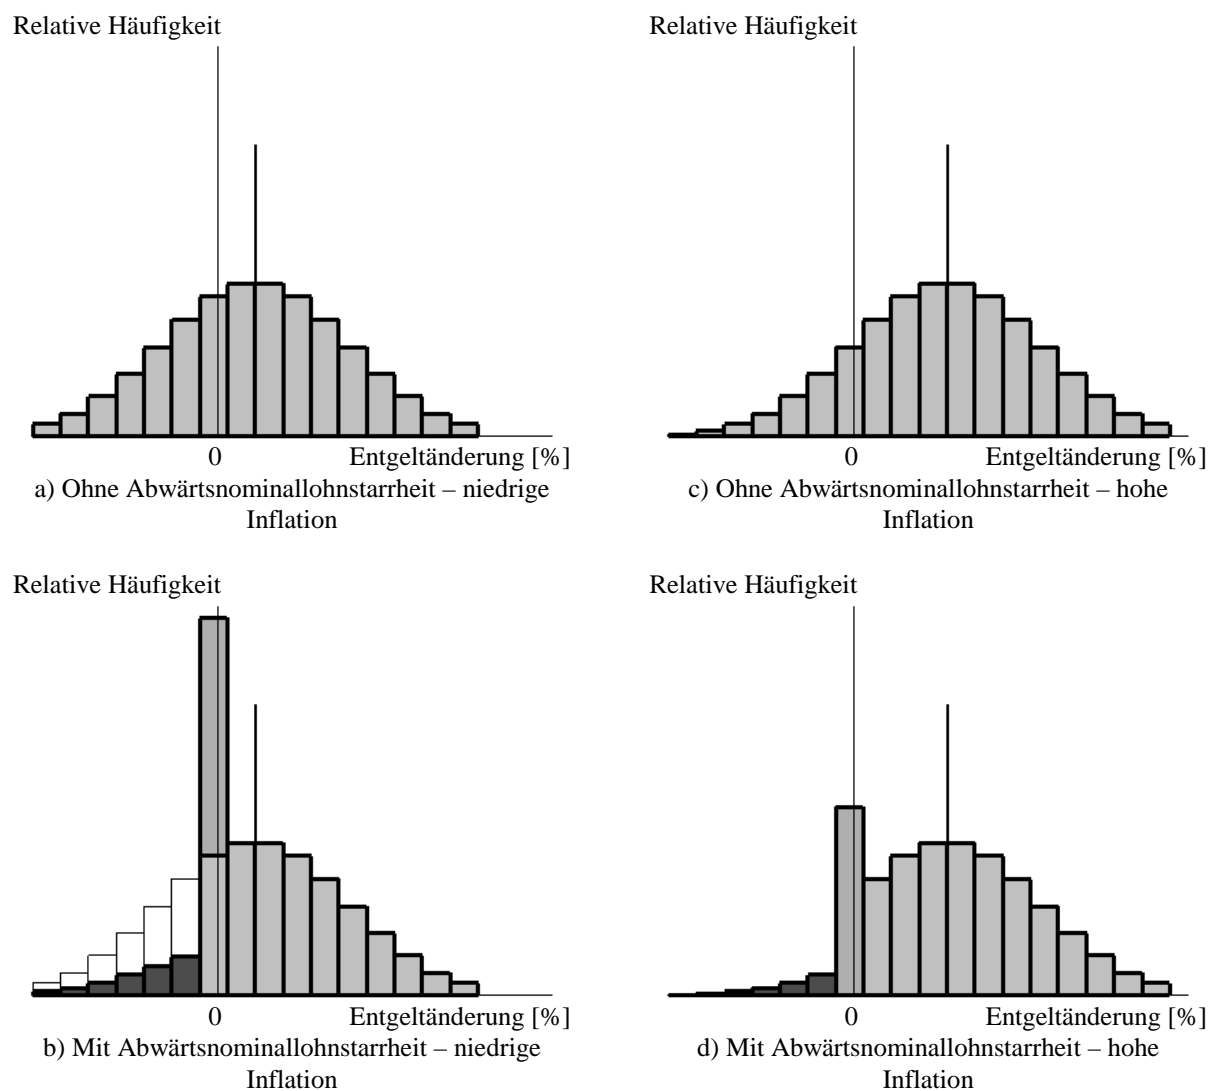 Relative Häufigkeit
0 Entgeltänderung [%]
a) Ohne Abwärtsnominallohnstarrheit – niedrige
Inflation
Relative Häufigkeit
0 Entgeltänderung [%]
c) Ohne Abwärtsnominallohnstarrheit – hohe
Inflation
Relative Häufigkeit
0 Entgeltänderung [%]
b) Mit Abwärtsnominallohnstarrheit – niedrige
Inflation
Relative Häufigkeit
0 Entgeltänderung [%]
d) Mit Abwärtsnominallohnstarrheit – hohe
Inflation